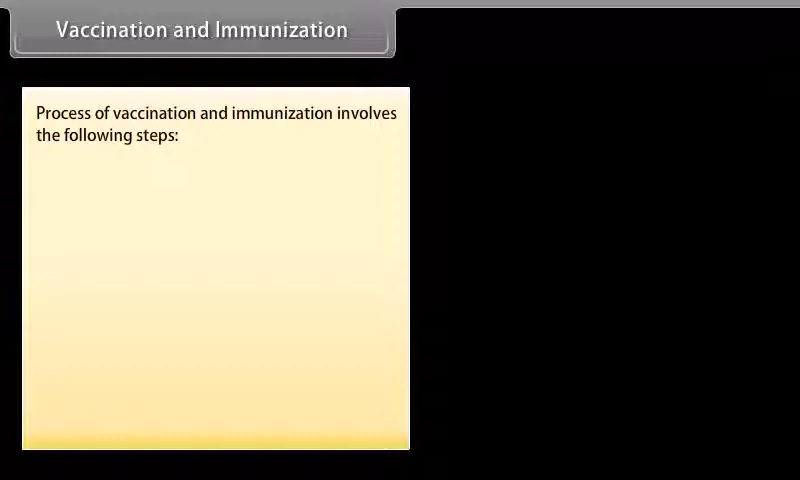 Vaccination and Immunization
Process of vaccination and immunization involves
the following steps: